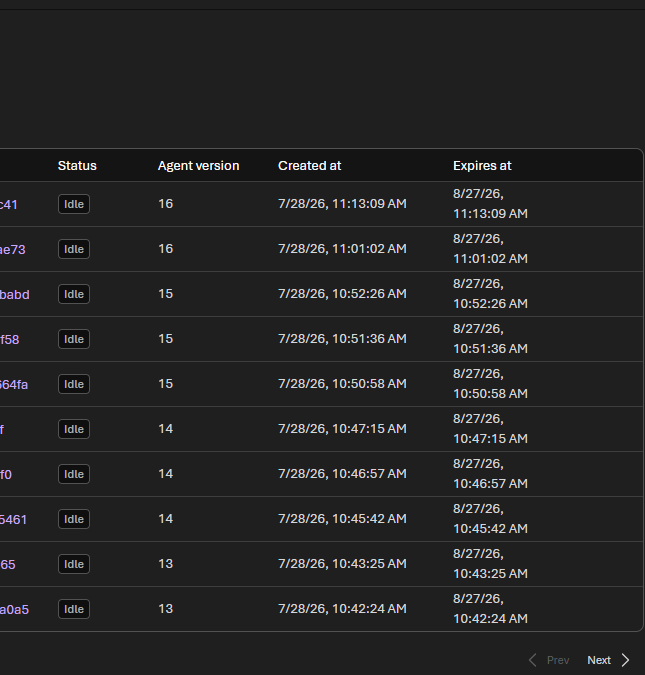 Status Agent version Created at Expires at
c41 Idle 16 7/28/26, 11:13:09 AM 8/27/26,
11:13:09 AM
ae73 Idle 16 7/28/26, 11:01:02 AM 8/27/26,
11:01:02 AM
babd Idle 15 7/28/26, 10:52:26 AM 8/27/26,
10:52:26 AM
f58 Idle 15 7/28/26, 10:51:36 AM 8/27/26,
10:51:36 AM
664fa Idle 15 7/28/26, 10:50:58 AM 8/27/26,
10:50:58 AM
f Idle 14 7/28/26, 10:47:15 AM 8/27/26,
10:47:15 AM
f0 Idle 14 7/28/26, 10:46:57 AM 8/27/26,
10:46:57 AM
5461 Idle 14 7/28/26, 10:45:42 AM 8/27/26,
10:45:42 AM
65 Idle 13 7/28/26, 10:43:25 AM 8/27/26,
10:43:25 AM
a0a5 Idle 13 7/28/26, 10:42:24 AM 8/27/26,
10:42:24 AM
Prev Next